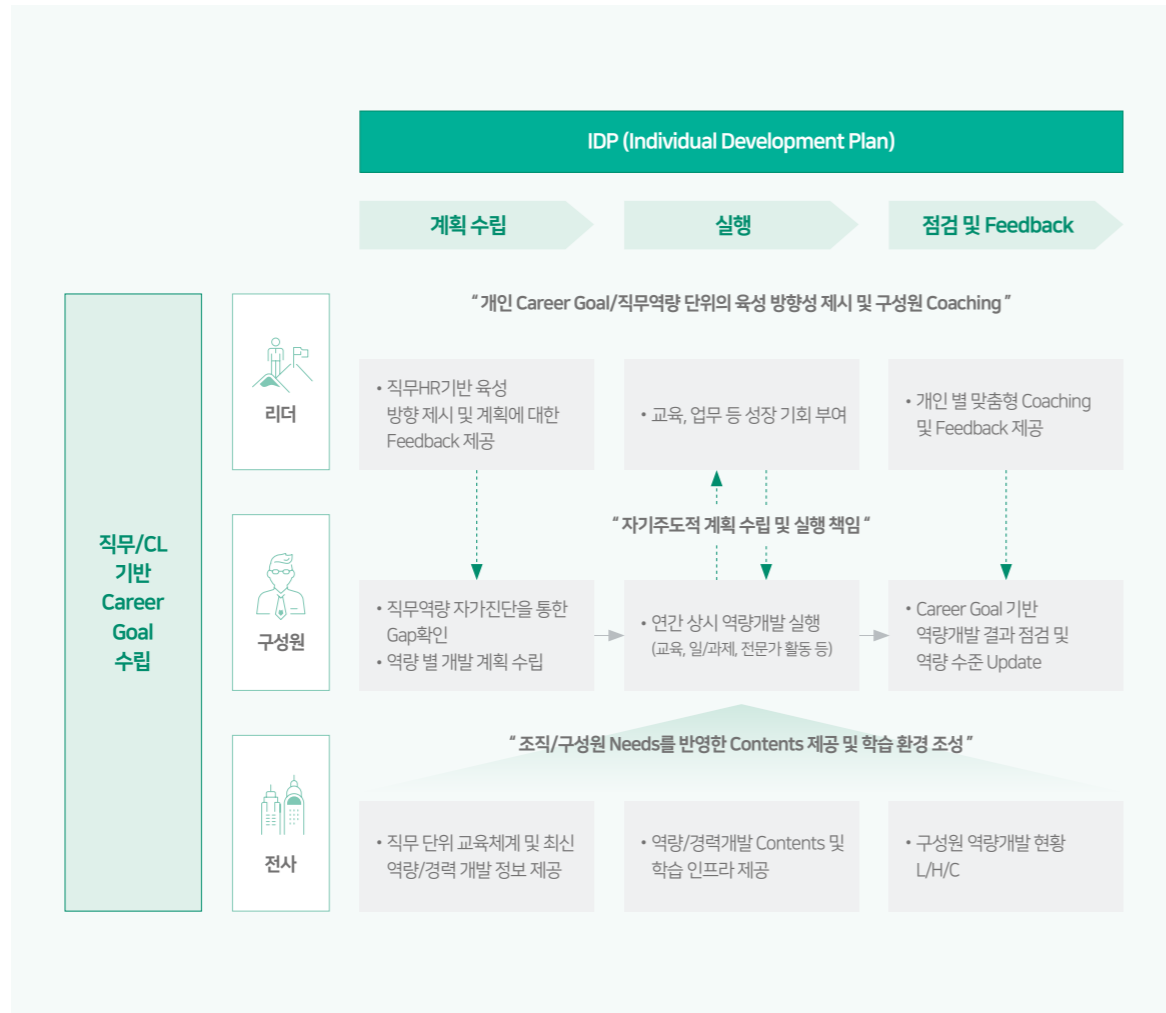 IDP (Individual Development Plan)
계획 수립
실행
점검 및 Feedback
직무/CL
기반
Career
Goal
수립
리더
“ 개인 Career Goal/직무역량 단위의 육성 방향성 제시 및 구성원 Coaching ”
• 직무HR기반 육성
방향 제시 및 계획에 대한
Feedback 제공
• 교육, 업무 등 성장 기회 부여
• 개인 별 맞춤형 Coaching
및 Feedback 제공
구성원
“ 자기주도적 계획 수립 및 실행 책임 “
• 직무역량 자가진단을 통한
Gap확인
• 역량 별 개발 계획 수립
• 연간 상시 역량개발 실행
(교육, 일/과제, 전문가 활동 등)
• Career Goal 기반
역량개발 결과 점검 및
역량 수준 Update
전사
“ 조직/구성원 Needs를 반영한 Contents 제공 및 학습 환경 조성 ”
• 직무 단위 교육체계 및 최신
역량/경력 개발 정보 제공
• 역량/경력개발 Contents 및
학습 인프라 제공
• 구성원 역량개발 현황
L/H/C